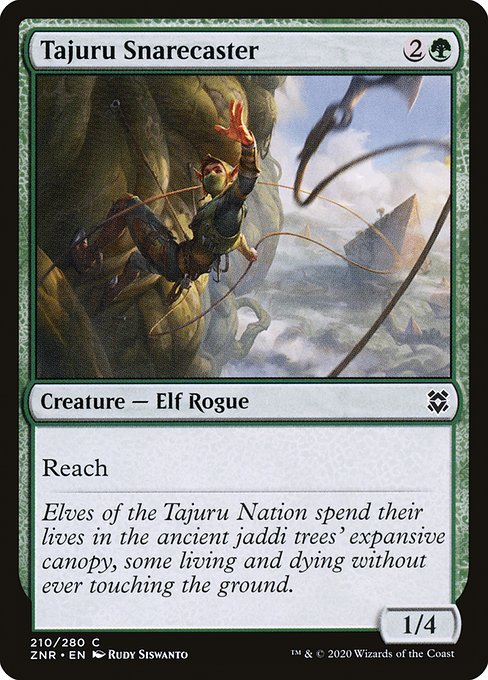 Tajuru Snarecaster 2
Creature — Elf Rogue
Reach
Elves of the Tajuru Nation spend their
lives in the ancient jaddi trees' expansive
canopy, some living and dying without
ever touching the ground.
1/4
210/280 C
ZNR • EN Rudy Siswanto
™ & © 2020 Wizards of the Coast